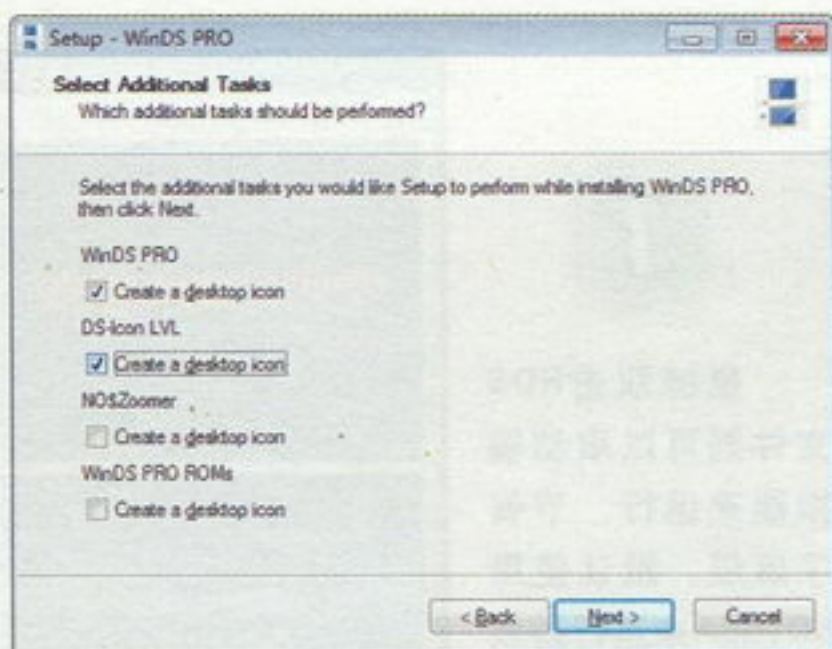 Setup - WinDS PRO
Select Additional Tasks
Which additional tasks should be performed?
Select the additional tasks you would like Setup to perform while installing WinDS PRO,
then click Next.
WinDS PRO
Create a desktop icon
DS-Icon LVL
Create a desktop icon
NO$Zoomer
Create a desktop icon
WinDS PRO ROMs
Create a desktop icon
< Back
Next >
Cancel